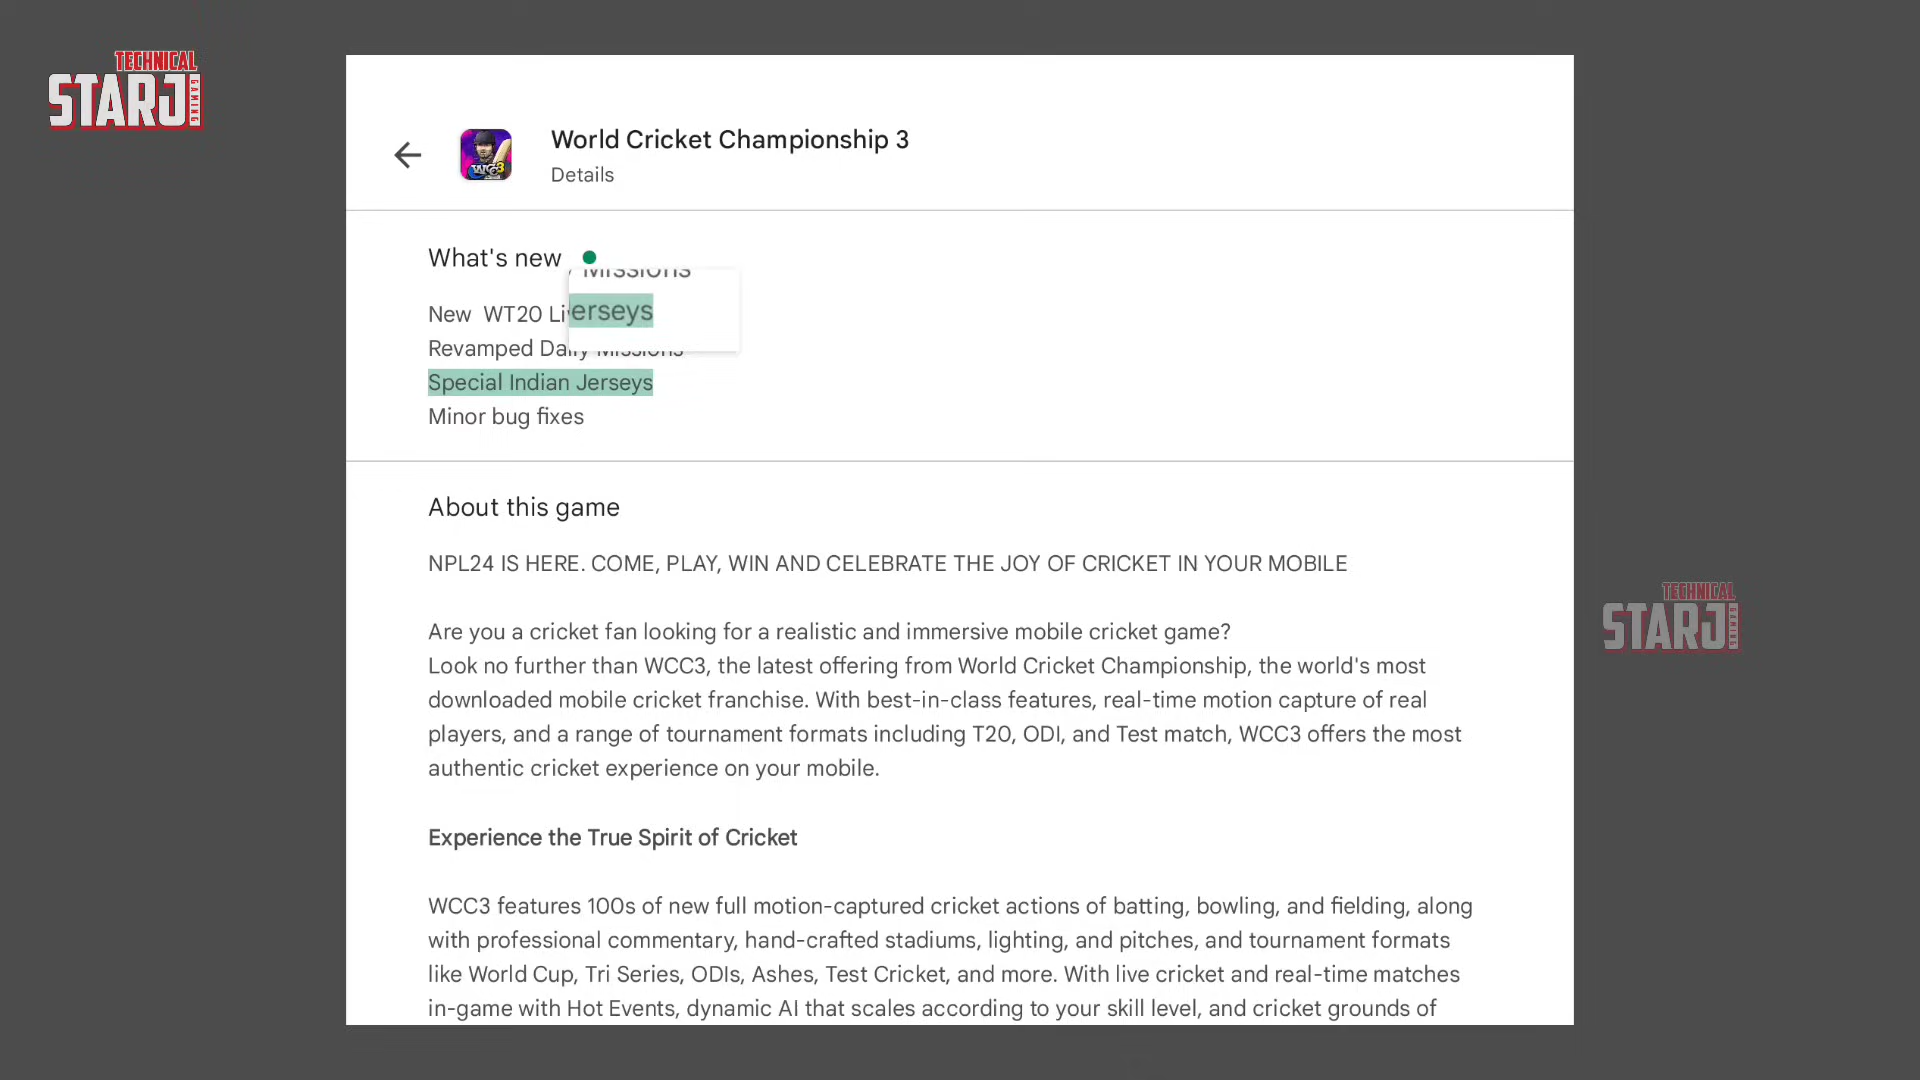 TECHNICAL
STARJI
GAMING
World Cricket Championship 3
Details
What's new
Missions
erseys
New WT20
Revamped Daily Missions
Special Indian Jerseys
Minor bug fixes
About this game
NPL24 IS HERE. COME, PLAY, WIN AND CELEBRATE THE JOY OF CRICKET IN YOUR MOBILE
Are you a cricket fan looking for a realistic and immersive mobile cricket game?
Look no further than WCC3, the latest offering from World Cricket Championship, the world's most
downloaded mobile cricket franchise. With best-in-class features, real-time motion capture of real
players, and a range of tournament formats including T20, ODI, and Test match, WCC3 offers the most
authentic cricket experience on your mobile.
Experience the True Spirit of Cricket
WCC3 features 100s of new full motion-captured cricket actions of batting, bowling, and fielding, along
with professional commentary, hand-crafted stadiums, lighting, and pitches, and tournament formats
like World Cup, Tri Series, ODIs, Ashes, Test Cricket, and more. With live cricket and real-time matches
in-game with Hot Events, dynamic AI that scales according to your skill level, and cricket grounds of
TECHNICAL
STARJI
GAMING
WCC3